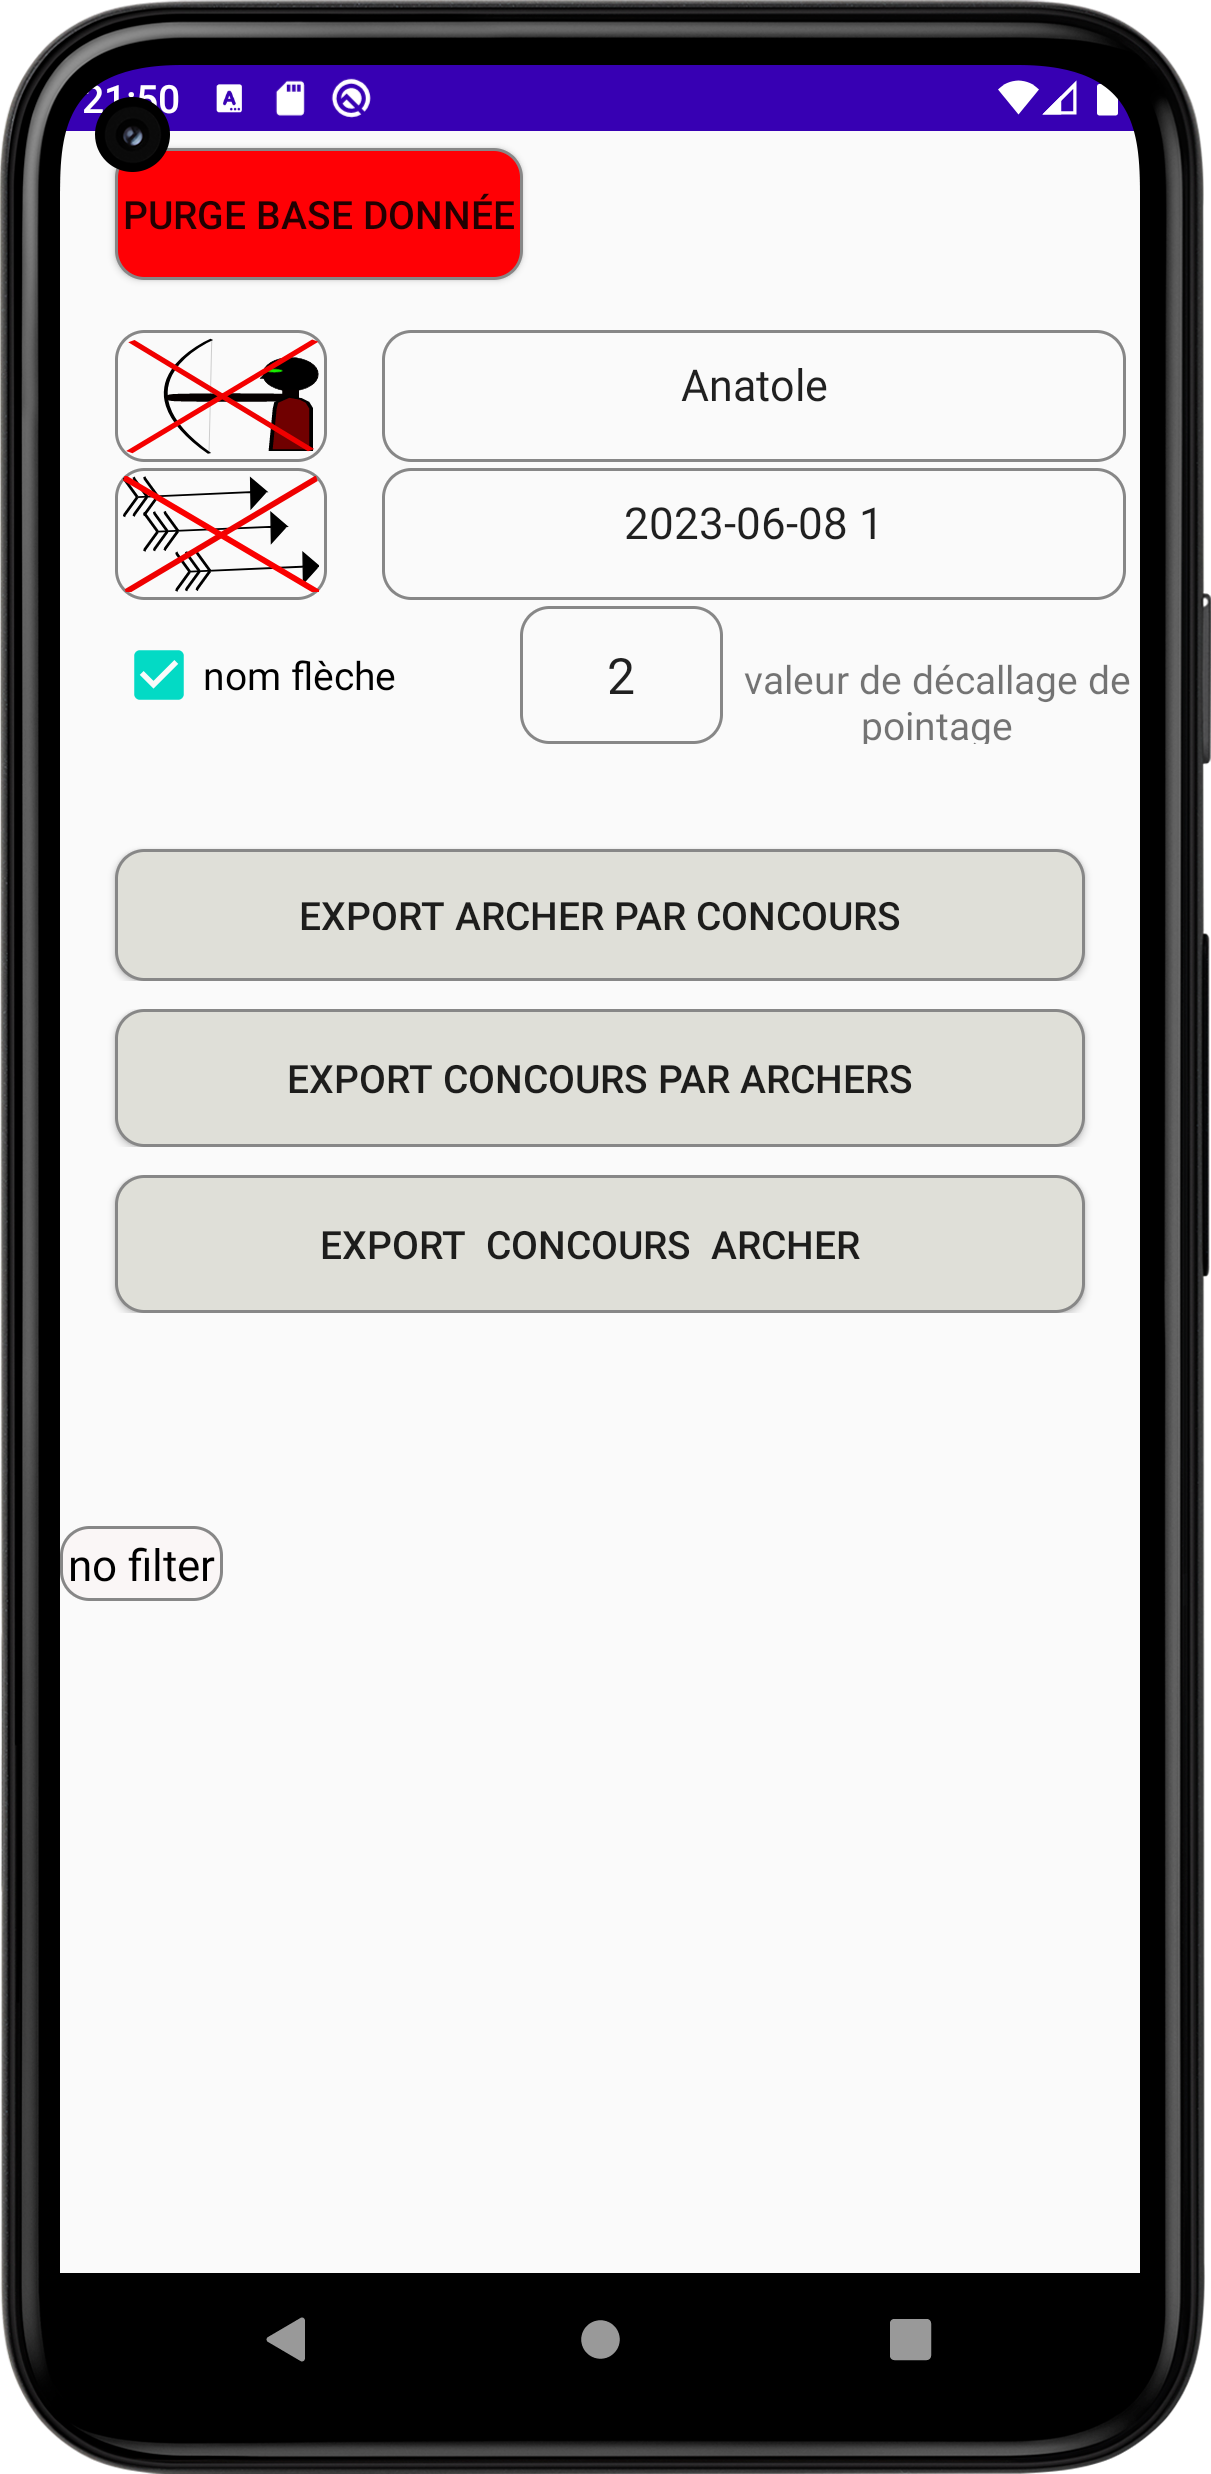 21:50
PURGE BASE DONNÉE
Anatole
2023-06-08 1
nom flèche
2
valeur de décallage de
pointage
EXPORT ARCHER PAR CONCOURS
EXPORT CONCOURS PAR ARCHERS
EXPORT CONCOURS ARCHER
no filter